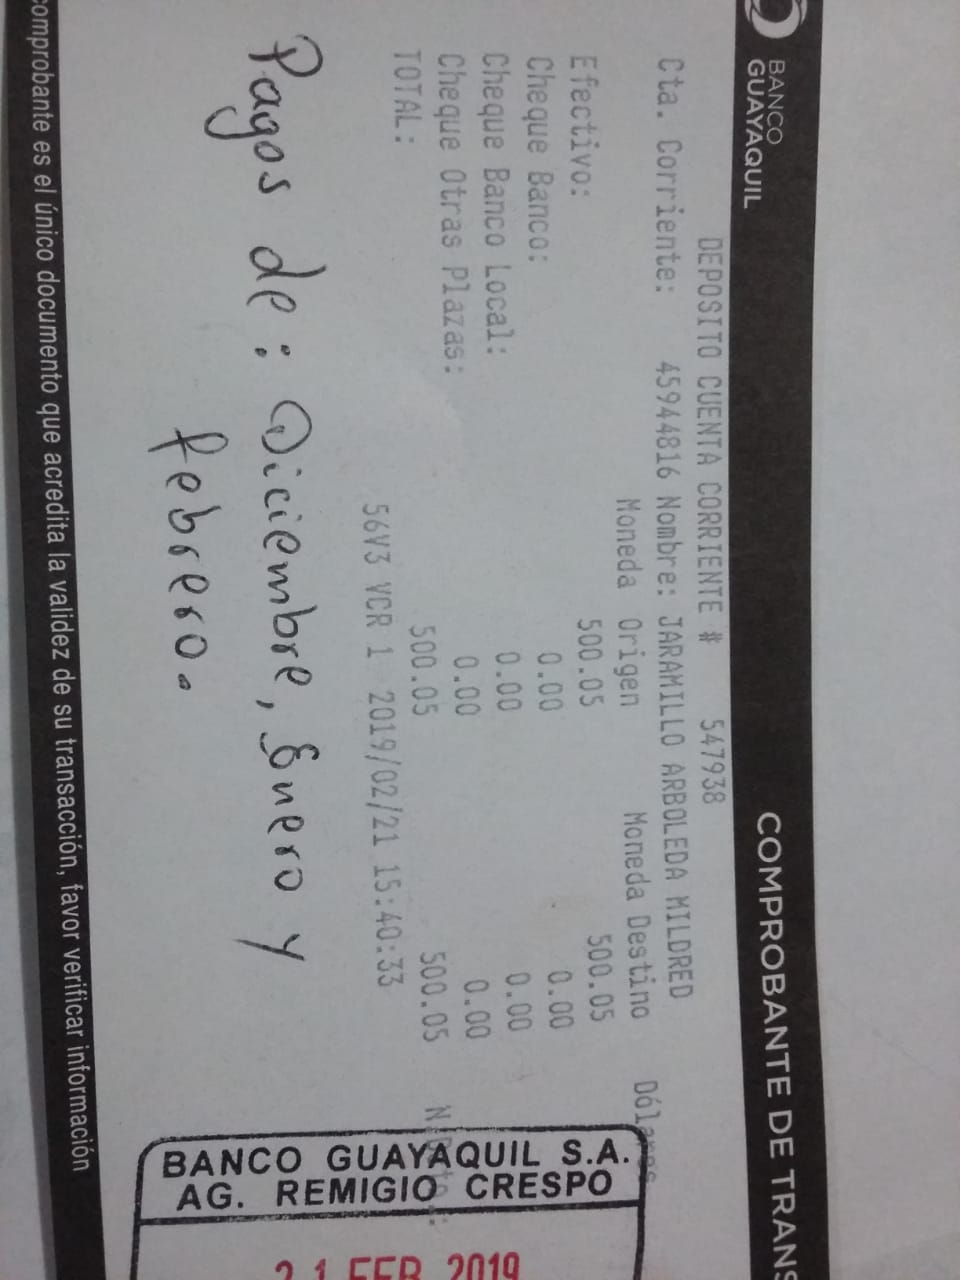 BANCO
GUAYAQUIL
COMPROBANTE DE TRANS
DEPOSITO CUENTA CORRIENTE # 547938
Cta. Corriente: 45944816 Nombre: JARAMILLO ARBOLEDA MILDRED
Moneda Origen Moneda Destino Dólares
Efectivo: 500.05 500.05
Cheque Banco: 0.00 0.00
Cheque Banco Local: 0.00 0.00
Cheque Otras Plazas: 0.00 0.00
TOTAL: 500.05 500.05
56V3 VCR 1 2019/02/21 15:40:33
Pagos de: Diciembre, Enero y
febrero.
BANCO GUAYAQUIL S.A.
AG. REMIGIO CRESPO
21 FEB 2019
comprobante es el único documento que acredita la validez de su transacción, favor verificar información